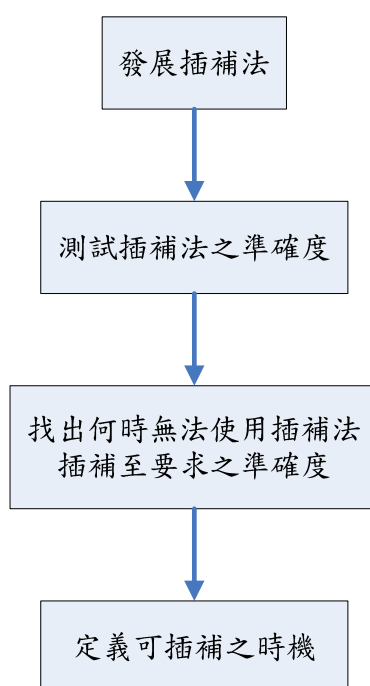 發展插補法
測試插補法之準確度
找出何時無法使用插補法
插補至要求之準確度
定義可插補之時機